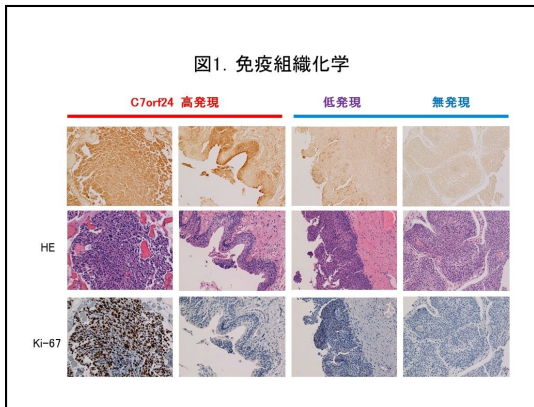 図1. 免疫組織化学
C7orf24 高発現
低発現
無発現
HE
Ki-67